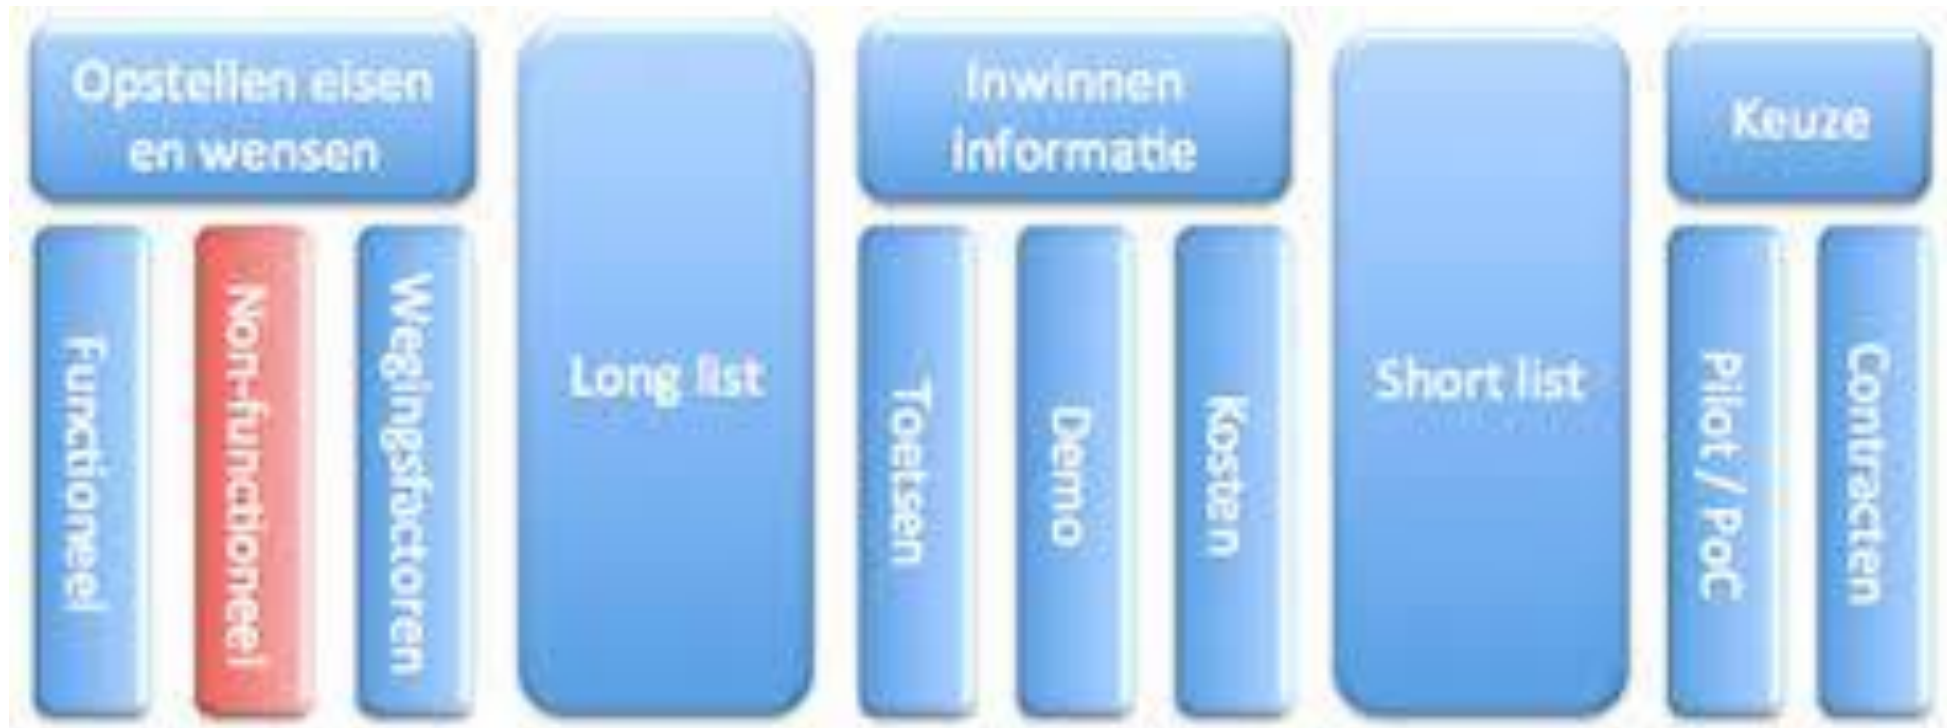 Opstellen eisen
en wensen
Functioneel
Non-functioneel
Wegingsfactoren
Long list
Inwinnen
informatie
Toetsen
Demo
Kosten
Short list
Keuze
Pilot / PoC
Contracten